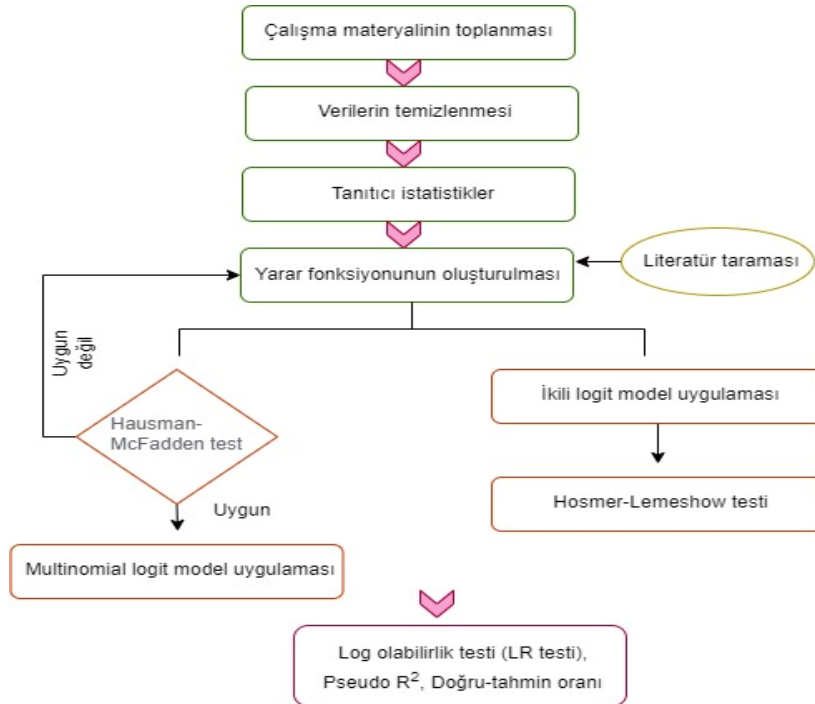 Çalışma materyalinin toplanması
Verilerin temizlenmesi
Tanıtıcı istatistikler
Yarar fonksiyonunun oluşturulması
Literatür taraması
Uygun
değil
Hausman-
McFadden test
Uygun
Multinomial logit model uygulaması
İkili logit model uygulaması
Hosmer-Lemeshow testi
Log olabilirlik testi (LR testi),
Pseudo R², Doğru-tahmin oranı